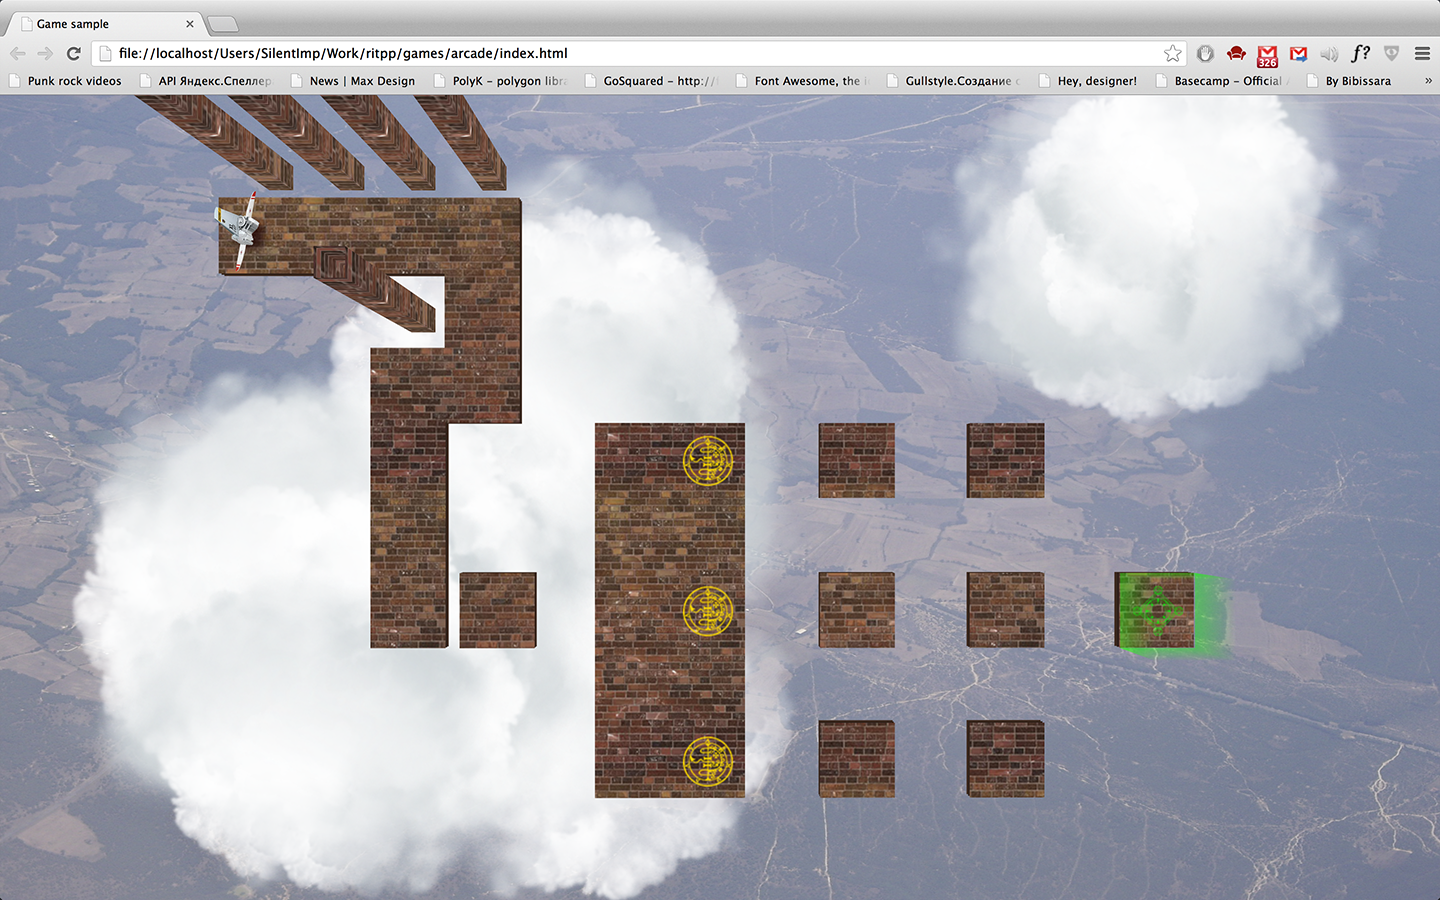 Game sample
file://localhost/Users/SilentImp/Work/ritpp/games/arcade/index.html
f?
326
Punk rock videos
API Яндекс.Спеллер
News | Max Design
PolyK - polygon libra
GoSquared - http://
Font Awesome, the i
Gullstyle.Создание с
Hey, designer!
Basecamp - Official
By Bibissara
»